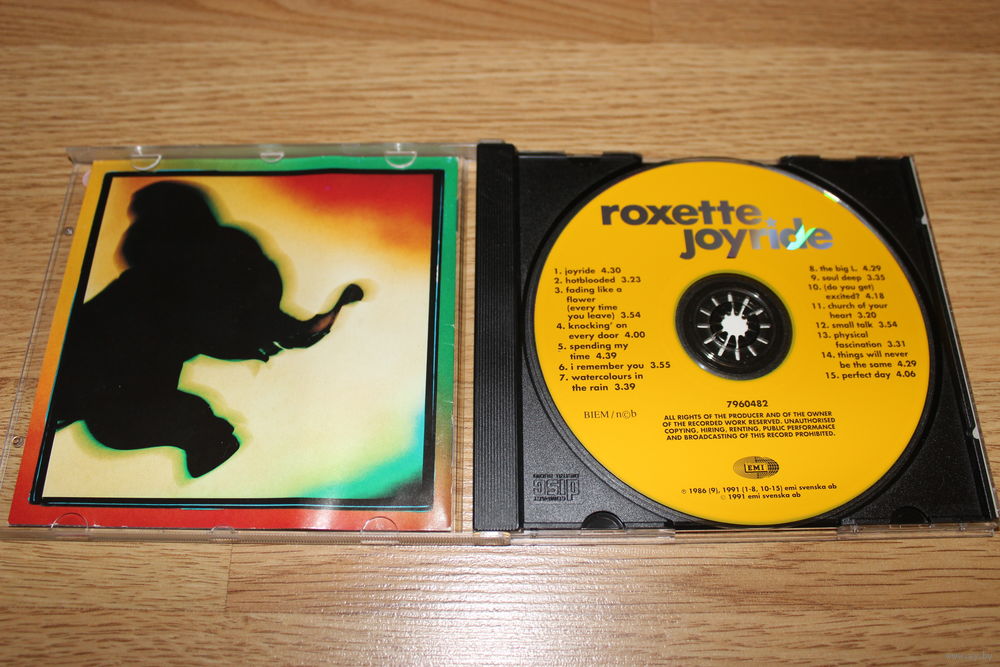 roxette
joyride
1. joyride 4.30
2. hotblooded 3.23
3. fading like a
flower
(every time
you leave) 3.54
4. knocking' on
every door 4.00
5. spending my
time 4.39
6. i remember you 3.55
7. watercolours in
the rain 3.39
8. the big l. 4.29
9. soul deep 3.35
10. (do you get)
excited? 4.18
11. church of your
heart 3.20
12. small talk 3.54
13. physical
fascination 3.31
14. things will never
be the same 4.29
15. perfect day 4.06
7960482
BIEM/n©b
ALL RIGHTS OF THE PRODUCER AND OF THE OWNER
OF THE RECORDED WORK RESERVED. UNAUTHORISED
COPYING, HIRING, RENTING, PUBLIC PERFORMANCE
AND BROADCASTING OF THIS RECORD PROHIBITED.
EMI
℗ 1986 (9), 1991 (1-8, 10-15) emi svenska ab
© 1991 emi svenska ab